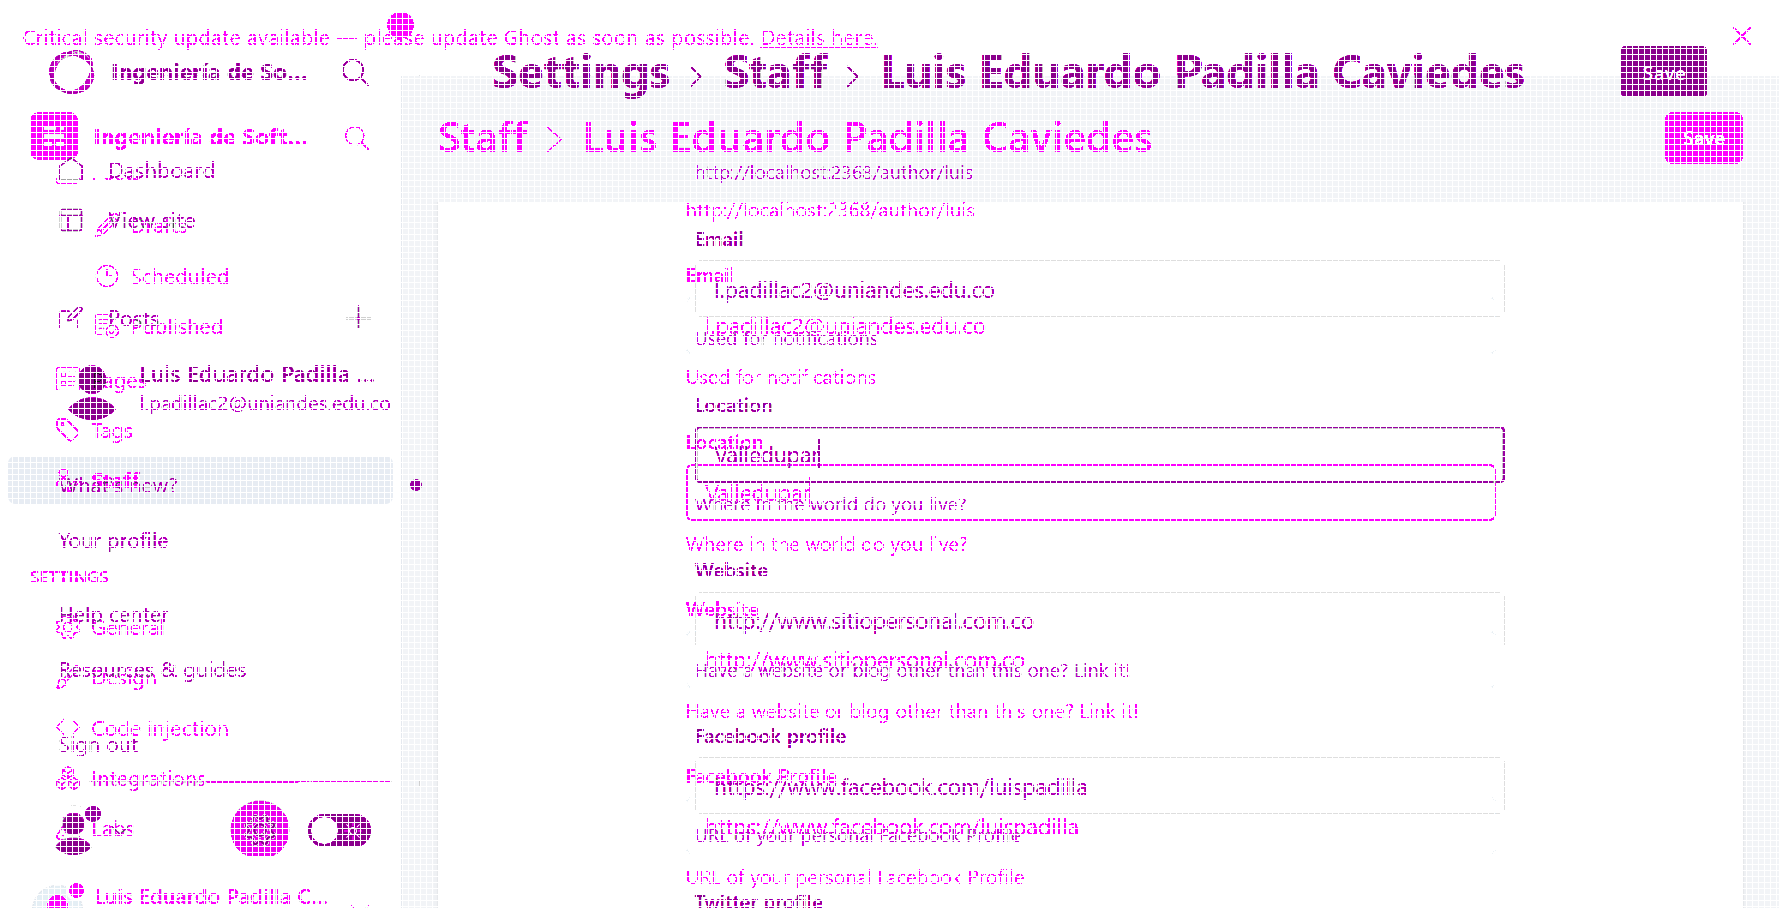 Critical security update available — please update Ghost as soon as possible. Details here.
Ingeniería de So...
Settings > Staff > Luis Eduardo Padilla Caviedes
Save
Ingeniería de Soft...
Staff > Luis Eduardo Padilla Caviedes
Save
Dashboard
http://localhost:2368/author/luis
View site
Drafts
http://localhost:2368/author/luis
Email
Scheduled
Email
l.padillac2@uniandes.edu.co
Posts
Published
l.padillac2@uniandes.edu.co
Used for notifications
Luis Eduardo Padilla ...
Pages
Used for notifications
l.padillac2@uniandes.edu.co
Location
Tags
Location
Valledupar
What's new?
Staff
Valledupar
Where in the world do you live?
Your profile
Where in the world do you live?
SETTINGS
Website
Help center
Website
General
http://www.sitiopersonal.com.co
Resources & guides
Design
http://www.sitiopersonal.com.co
Have a website or blog other than this one? Link it!
Have a website or blog other than this one? Link it!
Code injection
Sign out
Facebook profile
Integrations
Facebook Profile
https://www.facebook.com/luispadilla
Labs
https://www.facebook.com/luispadilla
URL of your personal Facebook Profile
URL of your personal Facebook Profile
Luis Eduardo Padilla C...
Twitter profile